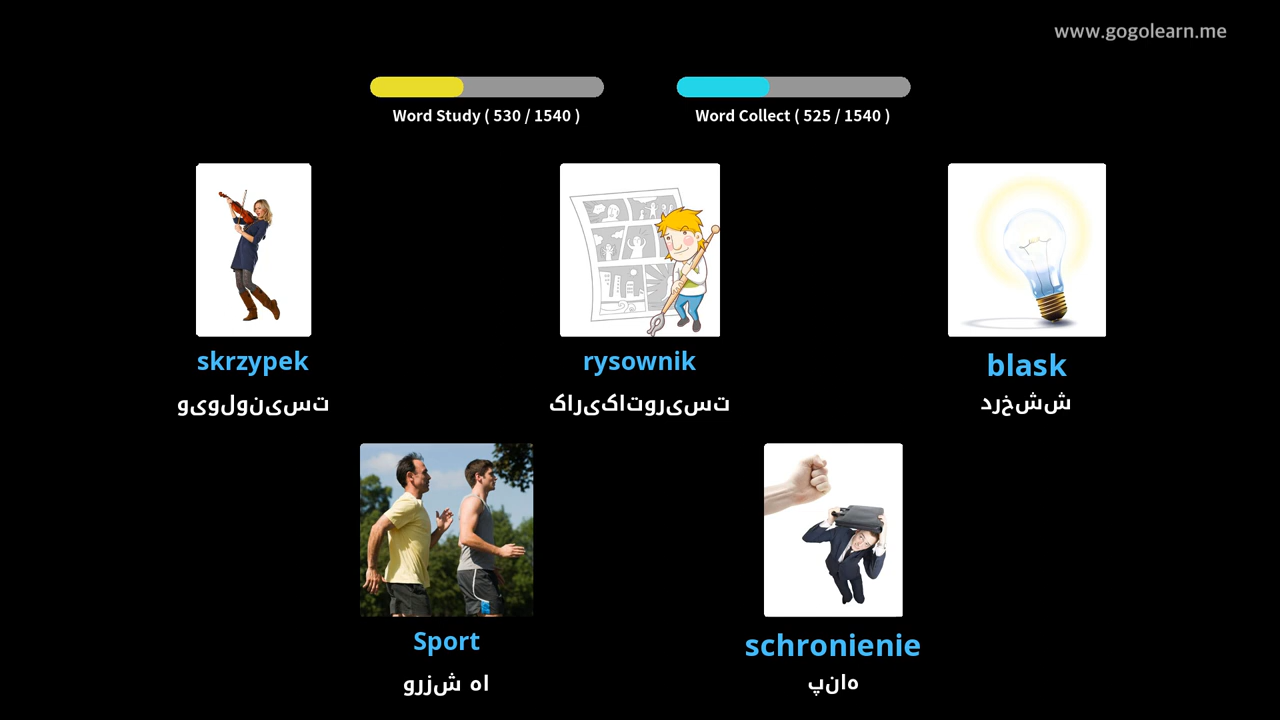 www.gogolearn.me
Word Study ( 530 / 1540 )
Word Collect ( 525 / 1540 )
skrzypek
ویولونیست
rysownik
کاریکاتوریست
blask
درخشش
Sport
ورزش ها
schronienie
پناه